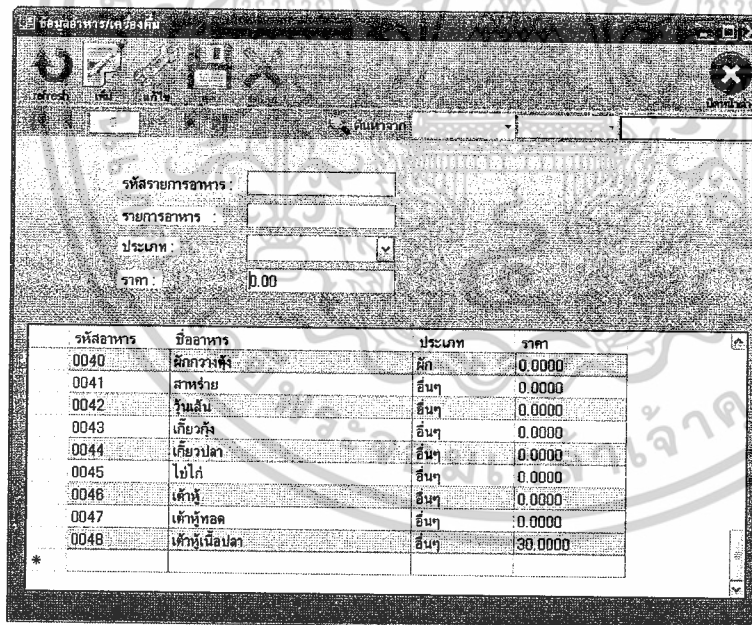 ข้อมูลอาหาร/เครื่องดื่ม
refresh เพิ่ม แก้ไข
ค้นหาจาก
รหัสรายการอาหาร :
รายการอาหาร :
ประเภท :
ราคา : 0.00
รหัสอาหาร ชื่ออาหาร ประเภท ราคา
0040 ผักกวางตุ้ง ผัก 0.0000
0041 สาหร่าย อื่นๆ 0.0000
0042 วุ้นเส้น อื่นๆ 0.0000
0043 เกี๊ยวกุ้ง อื่นๆ 0.0000
0044 เกี๊ยวปลา อื่นๆ 0.0000
0045 ไข่ไก่ อื่นๆ 0.0000
0046 เต้าหู้ อื่นๆ 0.0000
0047 เต้าหู้ทอด อื่นๆ 0.0000
0048 เต้าหู้เนื้อปลา อื่นๆ 30.0000
*